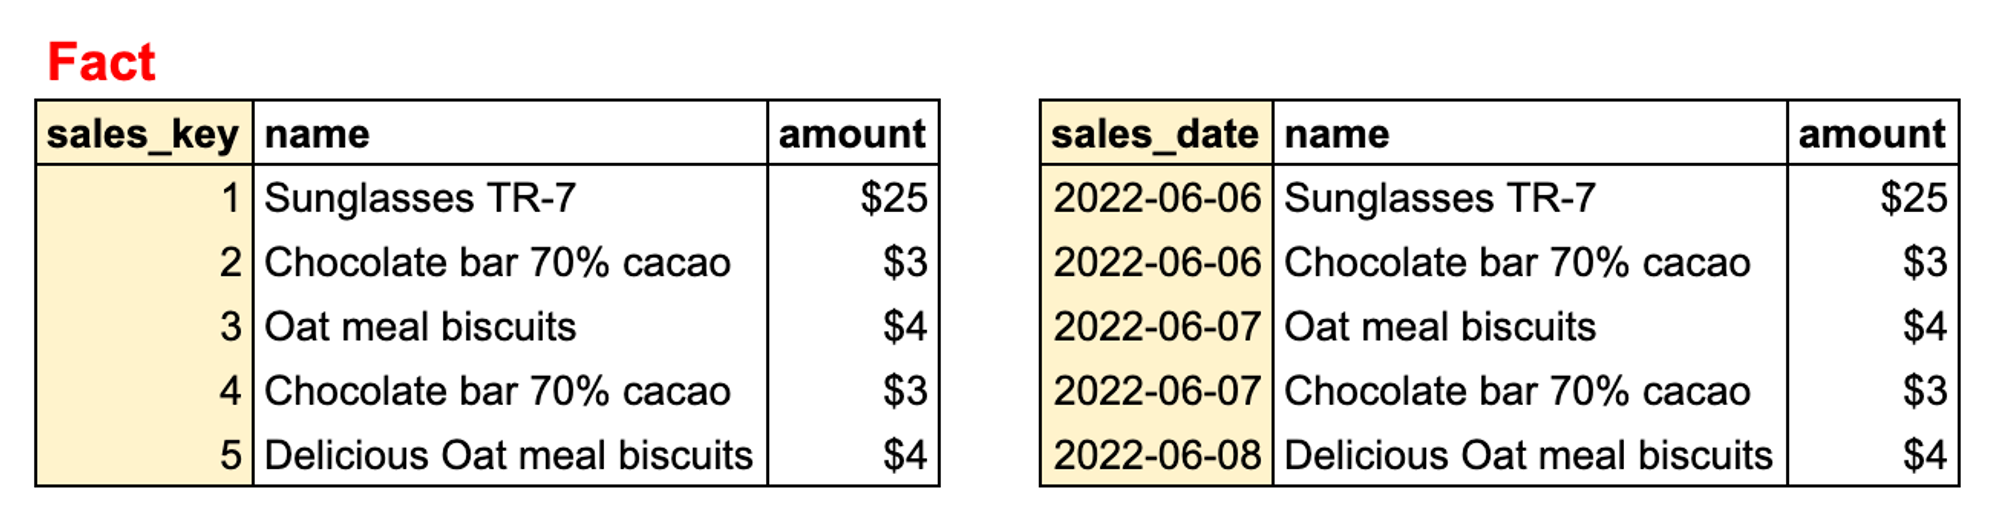 Fact
sales_key name amount
1 Sunglasses TR-7 $25
2 Chocolate bar 70% cacao $3
3 Oat meal biscuits $4
4 Chocolate bar 70% cacao $3
5 Delicious Oat meal biscuits $4
sales_date name amount
2022-06-06 Sunglasses TR-7 $25
2022-06-06 Chocolate bar 70% cacao $3
2022-06-07 Oat meal biscuits $4
2022-06-07 Chocolate bar 70% cacao $3
2022-06-08 Delicious Oat meal biscuits $4